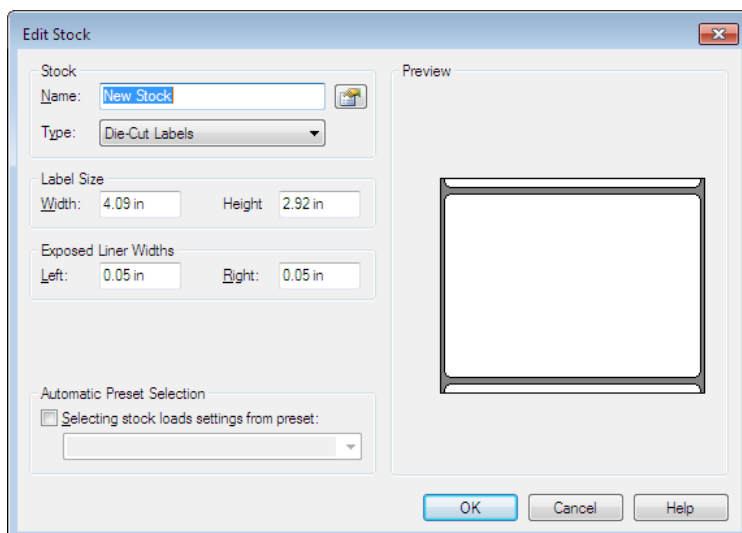 Edit Stock
Stock
Name: New Stock
Type: Die-Cut Labels
Label Size
Width: 4.09 in Height 2.92 in
Exposed Liner Widths
Left: 0.05 in Right: 0.05 in
Automatic Preset Selection
Selecting stock loads settings from preset:
Preview
OK Cancel Help